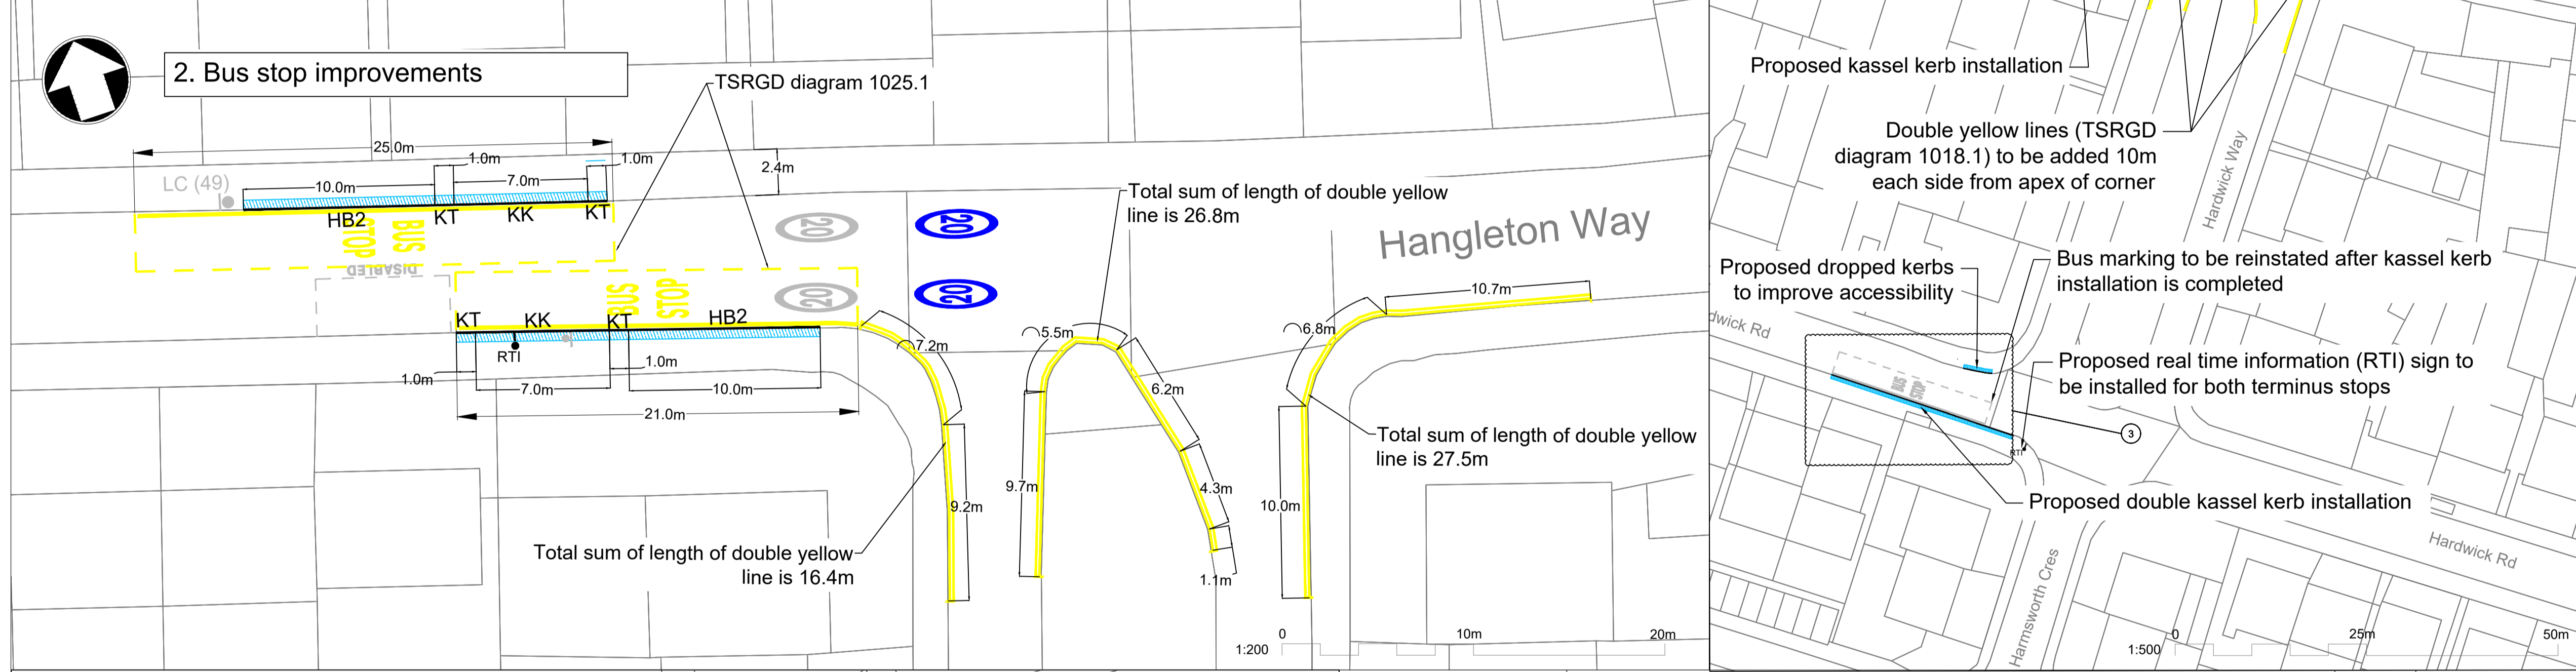 2. Bus stop improvements
TSRGD diagram 1025.1
25.0m
1.0m
1.0m
2.4m
LC (49)
10.0m
7.0m
HB2
KT
KK
KT
BUS
STOP
DISABLED
20
20
20
20
Total sum of length of double yellow
line is 26.8m
Hangleton Way
BUS
STOP
KT
KK
KT
HB2
RTI
1.0m
7.0m
1.0m
10.0m
21.0m
7.2m
9.2m
5.5m
9.7m
6.2m
4.3m
1.1m
6.8m
10.7m
10.0m
Total sum of length of double yellow
line is 27.5m
Total sum of length of double yellow
line is 16.4m
1:200
0
10m
20m
Proposed kassel kerb installation
Double yellow lines (TSRGD
diagram 1018.1) to be added 10m
each side from apex of corner
Hardwick Way
Proposed dropped kerbs
to improve accessibility
Bus marking to be reinstated after kassel kerb
installation is completed
dwick Rd
BUS
STOP
Proposed real time information (RTI) sign to
be installed for both terminus stops
3
RTI
Proposed double kassel kerb installation
Hardwick Rd
Harmsworth Cres
1:500
0
25m
50m